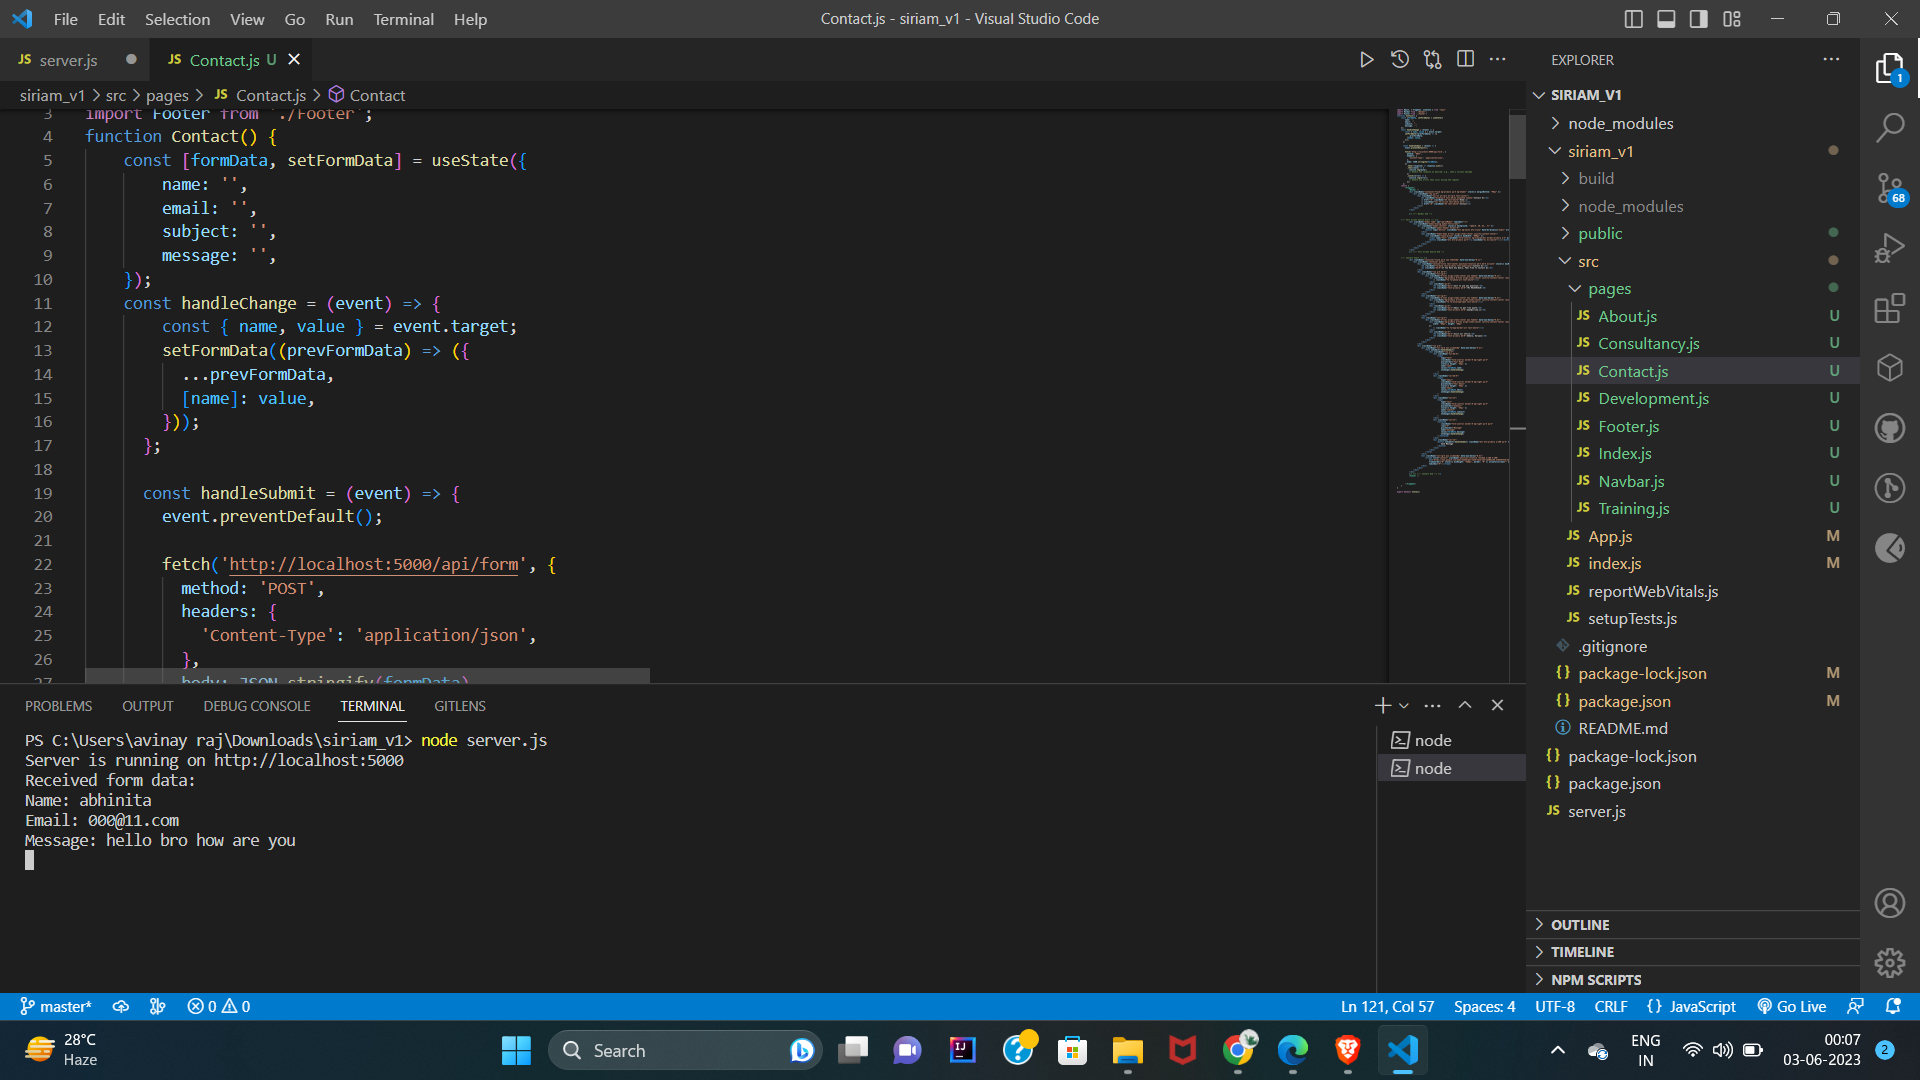 File Edit Selection View Go Run Terminal Help
Contact.js - siriam_v1 - Visual Studio Code
JS server.js
JS Contact.js U
siriam_v1 > src > pages > JS Contact.js > Contact
3 import Footer from './Footer';
4 function Contact() {
5 const [formData, setFormData] = useState({
6 name: '',
7 email: '',
8 subject: '',
9 message: '',
10 });
11 const handleChange = (event) => {
12 const { name, value } = event.target;
13 setFormData((prevFormData) => ({
14 ...prevFormData,
15 [name]: value,
16 }));
17 };
18
19 const handleSubmit = (event) => {
20 event.preventDefault();
21
22 fetch('http://localhost:5000/api/form', {
23 method: 'POST',
24 headers: {
25 'Content-Type': 'application/json',
26 },
27 body: JSON.stringify(formData)
PROBLEMS OUTPUT DEBUG CONSOLE TERMINAL GITLENS
PS C:\Users\avinay raj\Downloads\siriam_v1> node server.js
Server is running on http://localhost:5000
Received form data:
Name: abhinita
Email: 000@11.com
Message: hello bro how are you
node
node
EXPLORER
SIRIAM_V1
node_modules
siriam_v1
build
node_modules
public
src
pages
JS About.js U
JS Consultancy.js U
JS Contact.js U
JS Development.js U
JS Footer.js U
JS Index.js U
JS Navbar.js U
JS Training.js U
JS App.js M
JS index.js M
JS reportWebVitals.js
JS setupTests.js
.gitignore
{} package-lock.json M
{} package.json M
README.md
{} package-lock.json
{} package.json
JS server.js
OUTLINE
TIMELINE
NPM SCRIPTS
1
68
master* 0 0
Ln 121, Col 57 Spaces: 4 UTF-8 CRLF {} JavaScript Go Live
28°C
Haze
Search
ENG
IN
00:07
03-06-2023
2